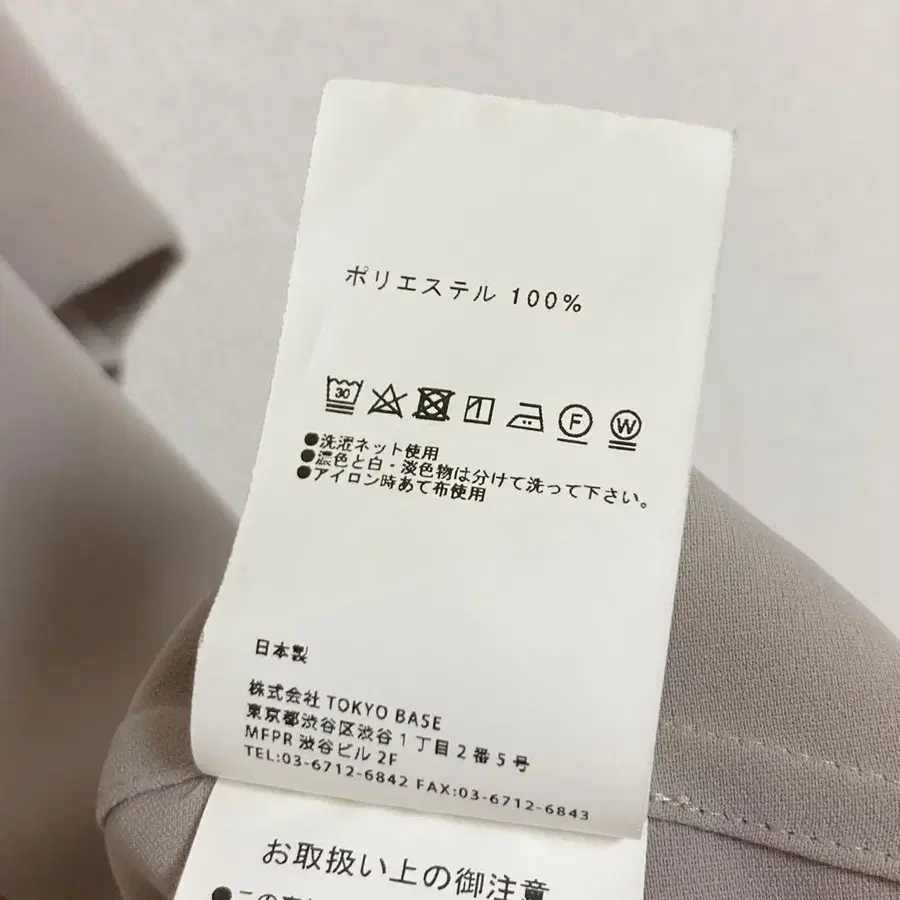 ポリエステル 100%
30 F W
●洗濯ネット使用
●濃色と白・淡色物は分けて洗って下さい。
●アイロン時あて布使用
日本製
株式会社 TOKYO BASE
東京都渋谷区渋谷1丁目2番5号
MFPR 渋谷ビル 2F
TEL:03-6712-6842 FAX:03-6712-6843
お取扱い上の御注意
●この